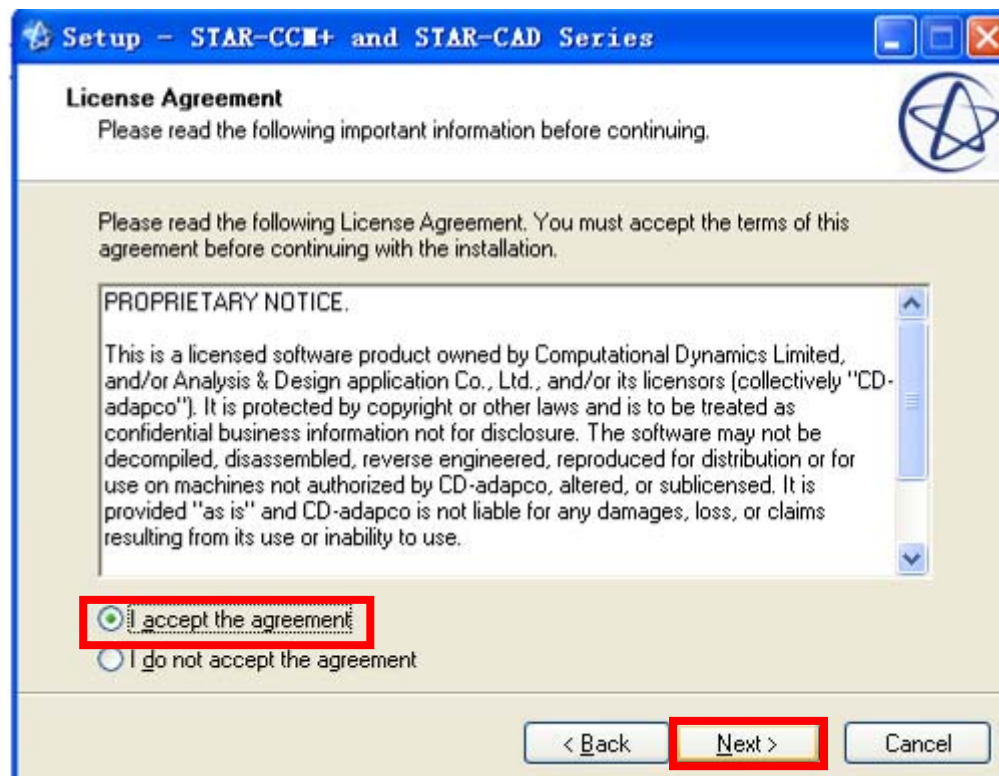 Setup - STAR-CCM+ and STAR-CAD Series
License Agreement
Please read the following important information before continuing.
Please read the following License Agreement. You must accept the terms of this
agreement before continuing with the installation.
PROPRIETARY NOTICE.
This is a licensed software product owned by Computational Dynamics Limited,
and/or Analysis & Design application Co., Ltd., and/or its licensors (collectively "CD-
adapco"). It is protected by copyright or other laws and is to be treated as
confidential business information not for disclosure. The software may not be
decompiled, disassembled, reverse engineered, reproduced for distribution or for
use on machines not authorized by CD-adapco, altered, or sublicensed. It is
provided "as is" and CD-adapco is not liable for any damages, loss, or claims
resulting from its use or inability to use.
I accept the agreement
I do not accept the agreement
< Back Next > Cancel